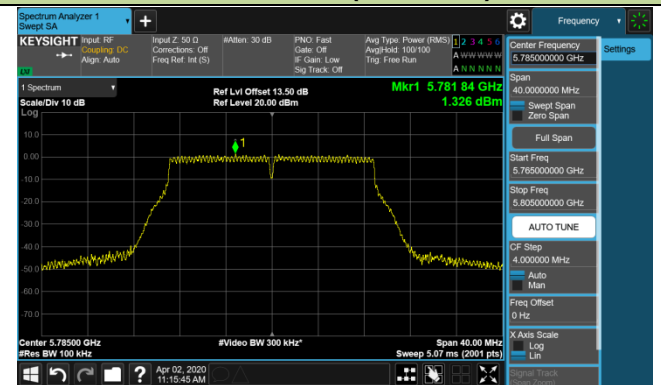 Spectrum Analyzer 1
Swept SA
Frequency
KEYSIGHT
Input: RF
Coupling: DC
Align: Auto
Input Z: 50 Ω
Corrections: Off
Freq Ref: Int (S)
#Atten: 30 dB
PNO: Fast
Gate: Off
IF Gain: Low
Sig Track: Off
Avg Type: Power (RMS)
Avg|Hold: 100/100
Trig: Free Run
1 2 3 4 5 6
A W W W W W
A N N N N N
1 Spectrum
Scale/Div 10 dB
Log
Ref Lvl Offset 13.50 dB
Ref Level 20.00 dBm
Mkr1 5.781 84 GHz
1.326 dBm
1
10.0
0.00
-10.0
-20.0
-30.0
-40.0
-50.0
-60.0
-70.0
Center 5.78500 GHz
#Res BW 100 kHz
#Video BW 300 kHz*
Span 40.00 MHz
Sweep 5.07 ms (2001 pts)
Apr 02, 2020
11:15:45 AM
Settings
Center Frequency
5.785000000 GHz
Span
40.0000000 MHz
Swept Span
Zero Span
Full Span
Start Freq
5.765000000 GHz
Stop Freq
5.805000000 GHz
AUTO TUNE
CF Step
4.000000 MHz
Auto
Man
Freq Offset
0 Hz
X Axis Scale
Log
Lin
Signal Track
(Span Zoom)